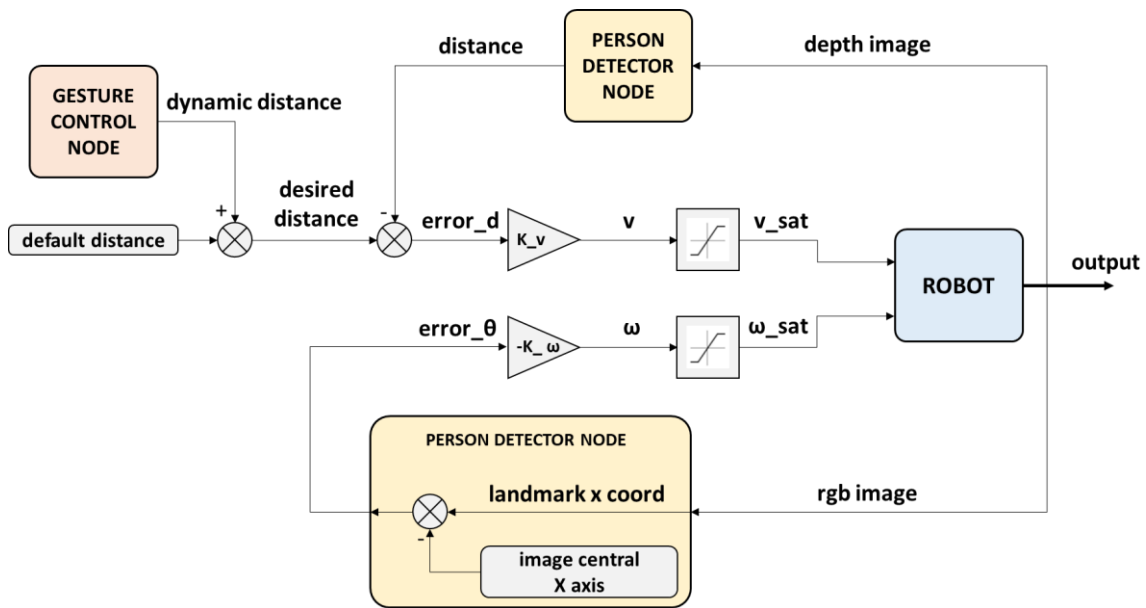 distance
PERSON
DETECTOR
NODE
depth image
GESTURE
CONTROL
NODE
dynamic distance
+
desired
distance
-
default distance
error_d
K_v
v
v_sat
ROBOT
output
error_θ
-K_ ω
ω
ω_sat
PERSON DETECTOR NODE
landmark x coord
rgb image
-
image central
X axis